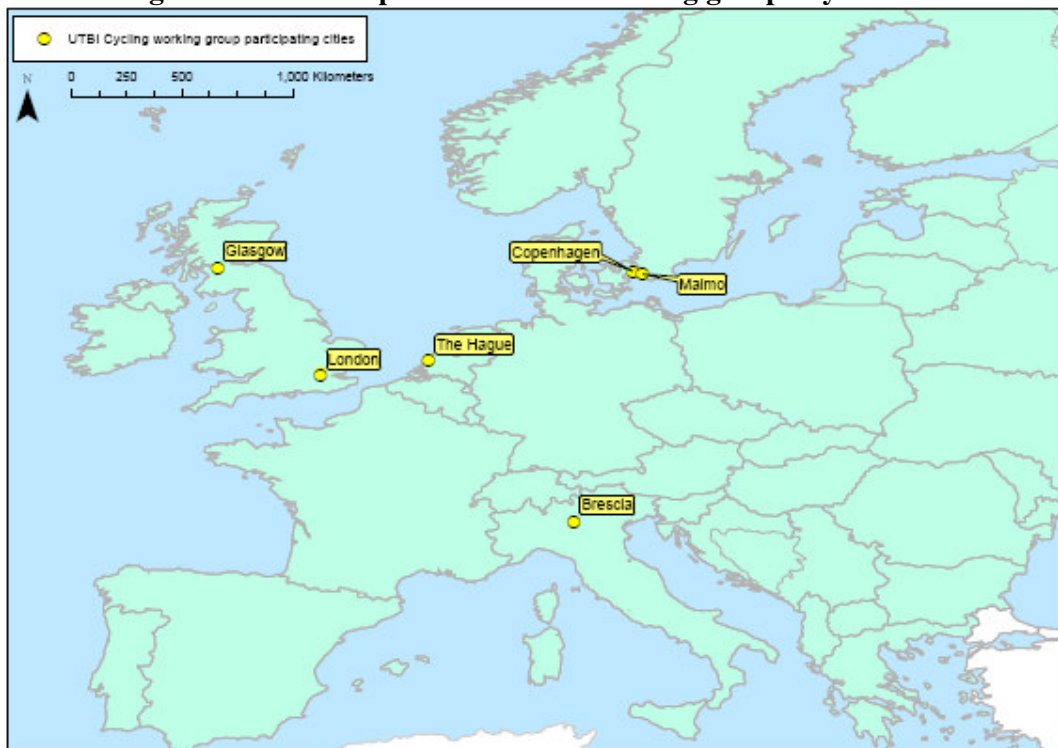 UTBI Cycling working group participating cities
N 0 250 500 1,000 Kilometers
Glasgow
Copenhagen
Malmo
The Hague
London
Brescia